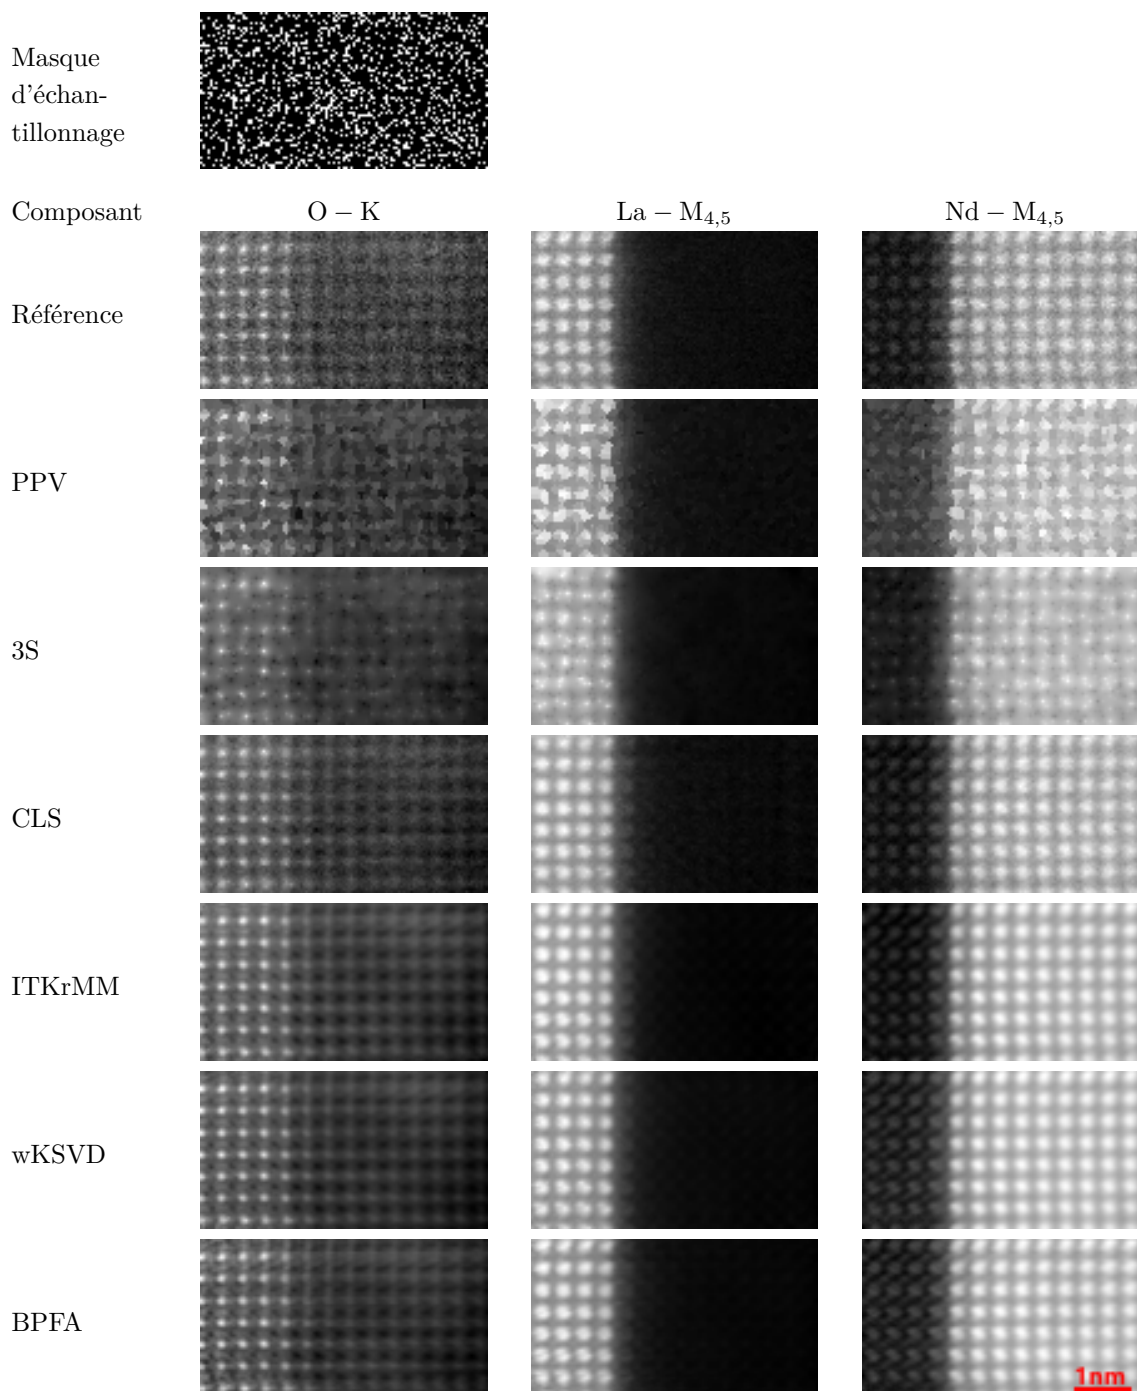 Masque
d'échan-
tillonnage
Composant O – K La – M4,5 Nd – M4,5
Référence
PPV
3S
CLS
ITKrMM
wKSVD
BPFA
1nm